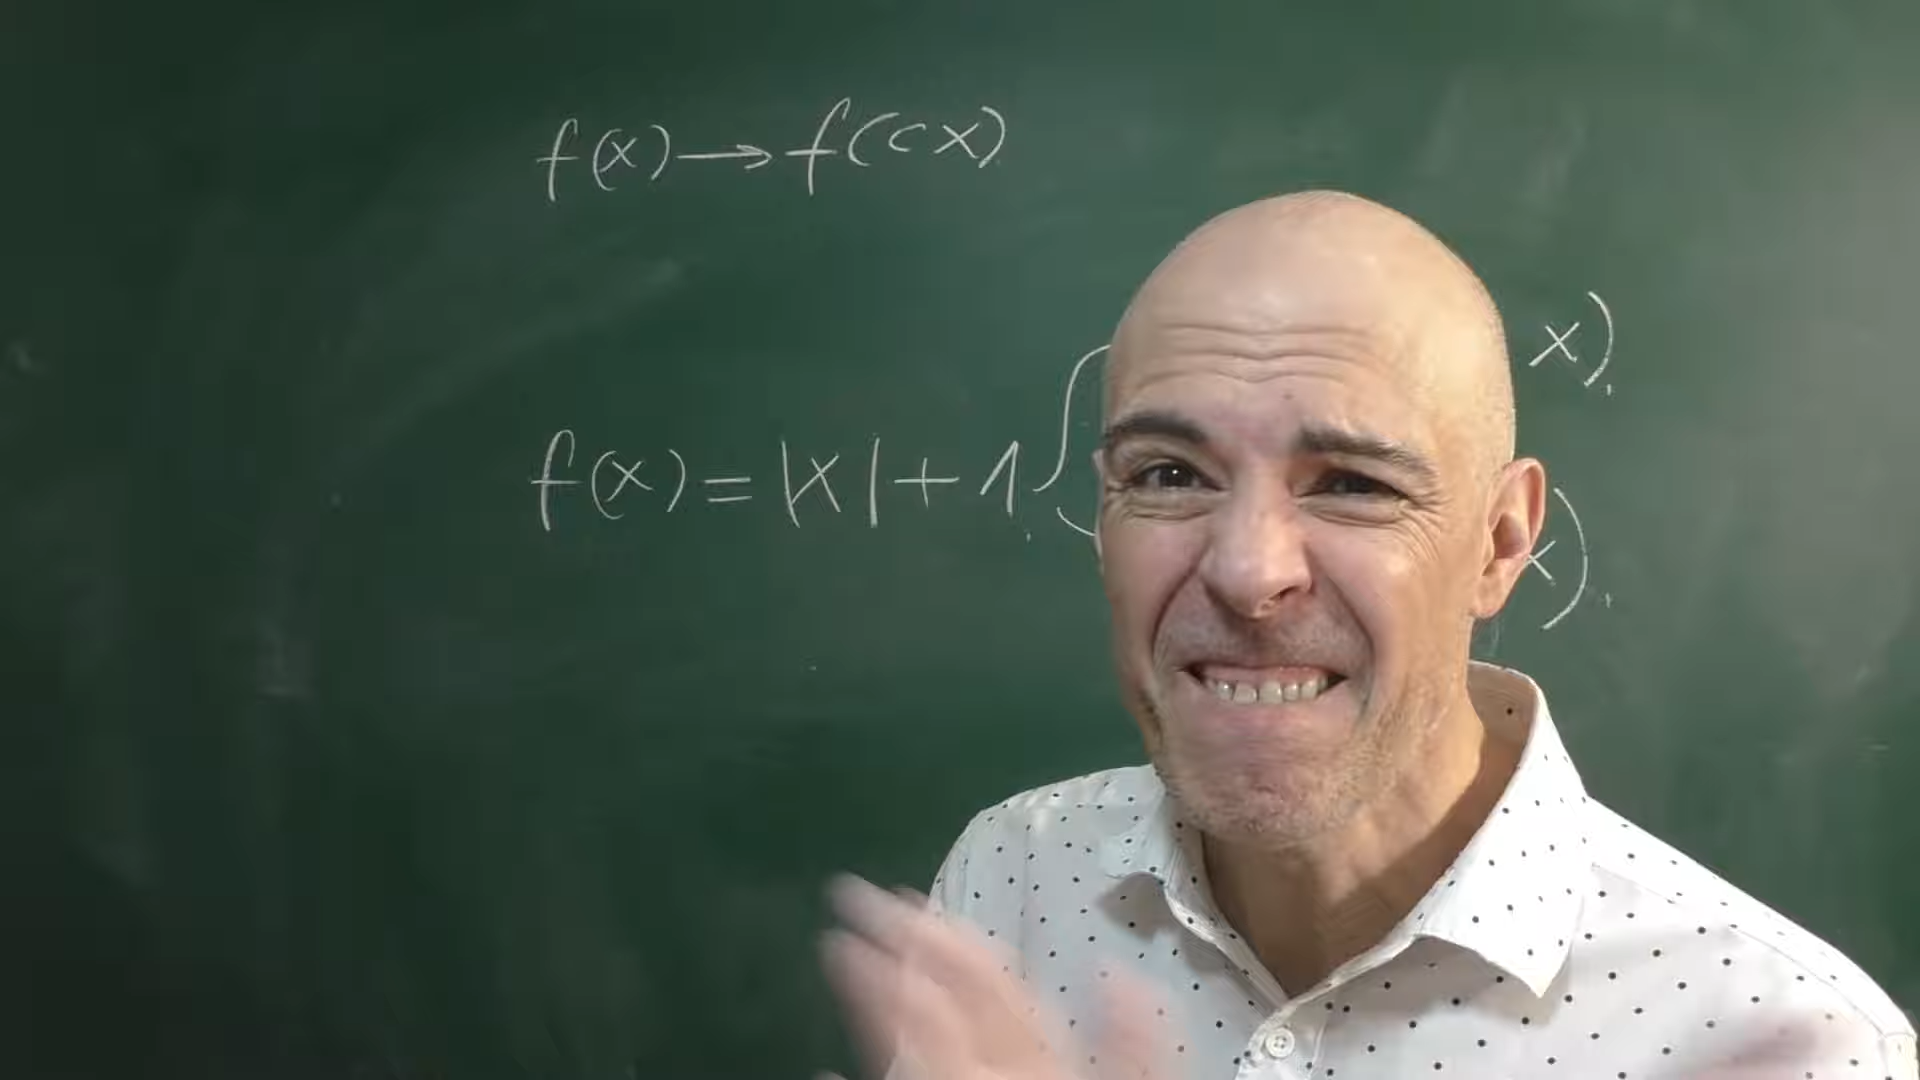 f(x) → f(cx)
x).
f(x) = |x| + 1
x).